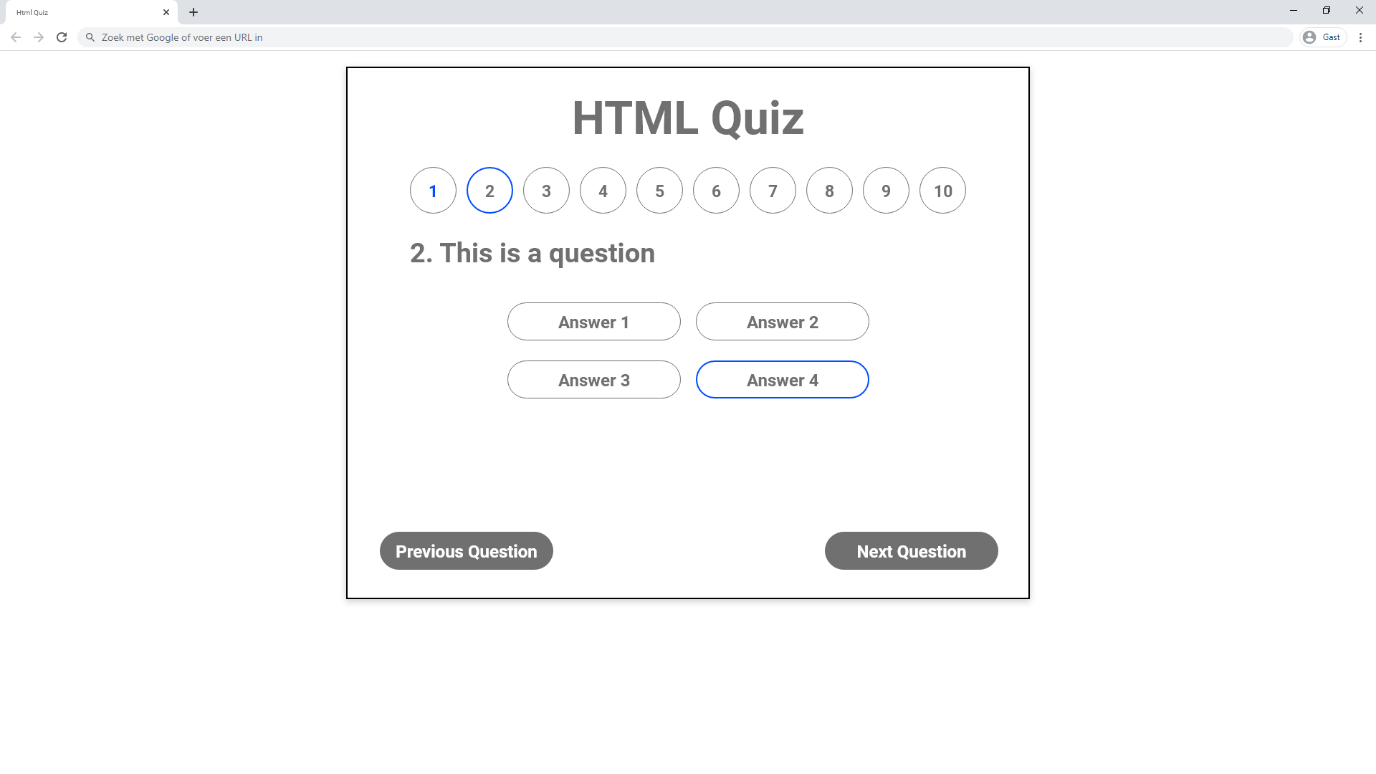 Html Quiz
Zoek met Google of voer een URL in
Gast
HTML Quiz
1 2 3 4 5 6 7 8 9 10
2. This is a question
Answer 1 Answer 2
Answer 3 Answer 4
Previous Question Next Question